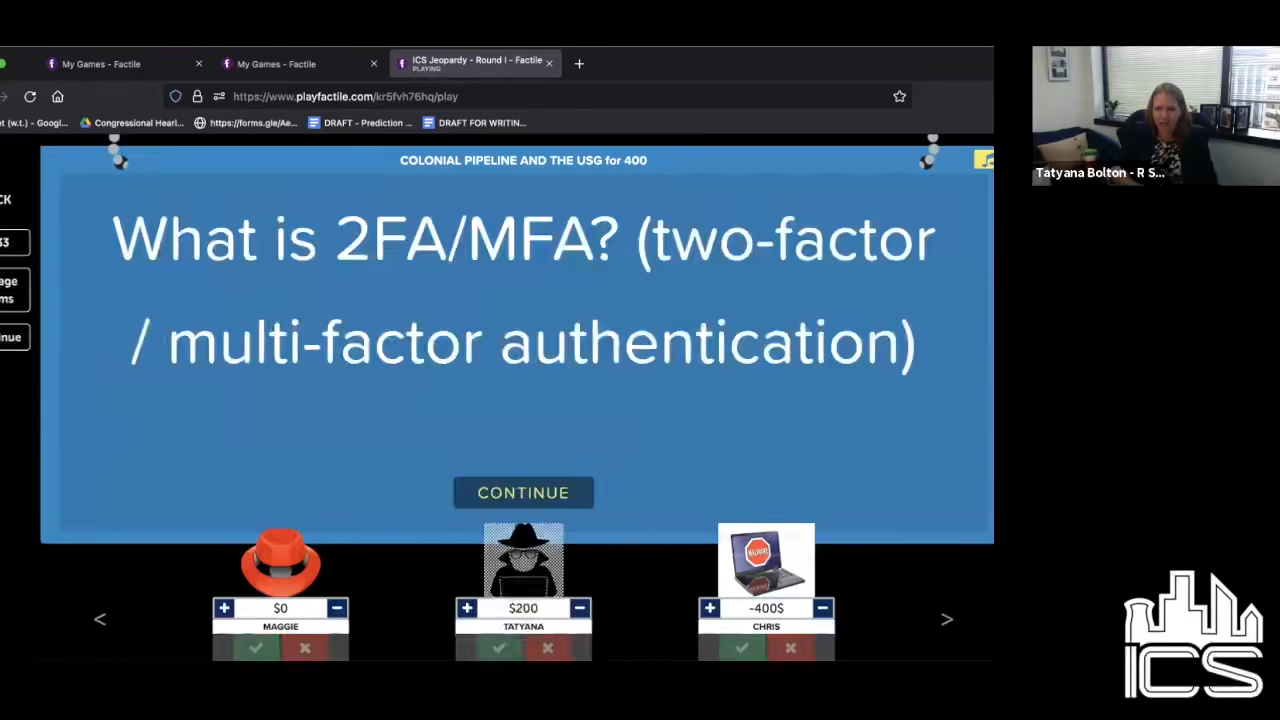 My Games - Factile
My Games - Factile
ICS Jeopardy - Round I - Factile
PLAYING
https://www.playfactile.com/kr5fvh76hq/play
t (w.t.) - Googl...
Congressional Heari...
https://forms.gle/Ae...
DRAFT - Prediction ...
DRAFT FOR WRITIN...
COLONIAL PIPELINE AND THE USG for 400
What is 2FA/MFA? (two-factor
/ multi-factor authentication)
CONTINUE
$0
MAGGIE
$200
TATYANA
MALWARE
-400$
CHRIS
Tatyana Bolton - R S...
ICS